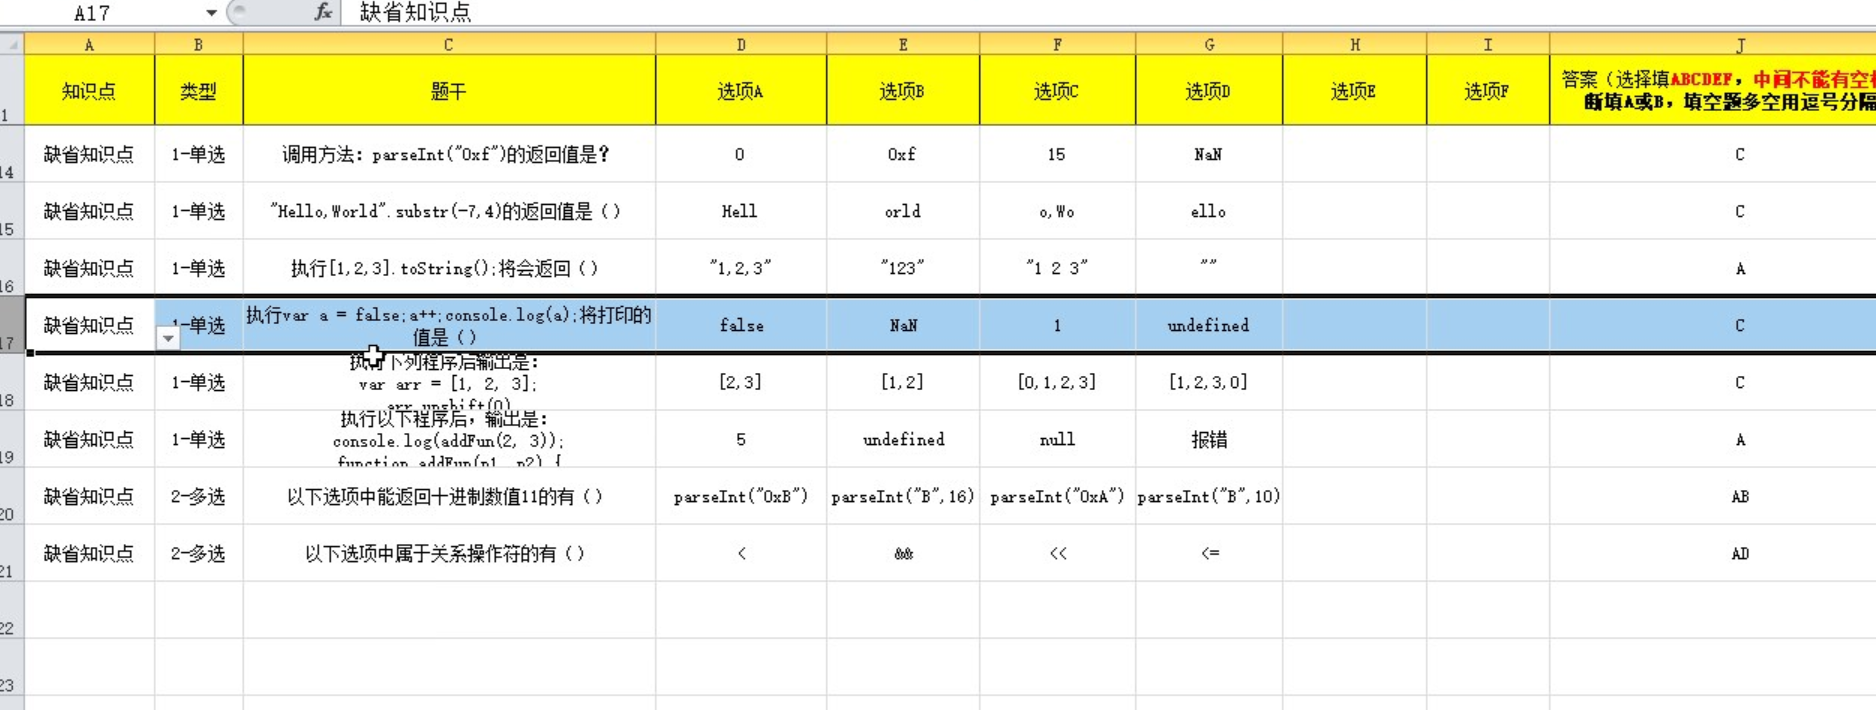 A17 fx 缺省知识点
A B C D E F G H I J
1 知识点 类型 题干 选项A 选项B 选项C 选项D 选项E 选项F 答案（选择填ABCDEF，中间不能有空
断填A或B，填空题多空用逗号分隔
14 缺省知识点 1-单选 调用方法：parseInt("0xf")的返回值是？ 0 0xf 15 NaN C
15 缺省知识点 1-单选 "Hello,World".substr(-7,4)的返回值是（） Hell orld o,Wo ello C
16 缺省知识点 1-单选 执行[1,2,3].toString();将会返回（） "1,2,3" "123" "1 2 3" "" A
17 缺省知识点 1-单选 执行var a = false;a++;console.log(a);将打印的 false NaN 1 undefined C
值是（）
执行下列程序后输出是：
18 缺省知识点 1-单选 var arr = [1, 2, 3]; [2,3] [1,2] [0,1,2,3] [1,2,3,0] C
arr.unshift(0)
执行以下程序后，输出是：
19 缺省知识点 1-单选 console.log(addFun(2, 3)); 5 undefined null 报错 A
function addFun(n1, n2) {
20 缺省知识点 2-多选 以下选项中能返回十进制数值11的有（） parseInt("0xB") parseInt("B",16) parseInt("0xA") parseInt("B",10) AB
21 缺省知识点 2-多选 以下选项中属于关系操作符的有（） < && << <= AD
22
23